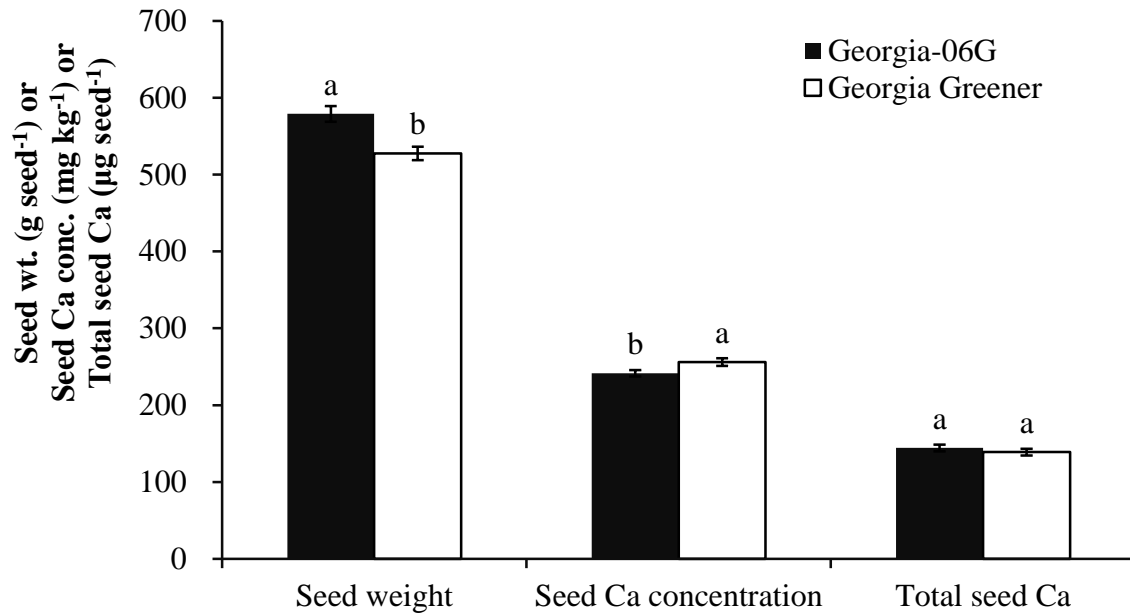 700
600
500
400
300
200
100
0
Seed wt. (g seed⁻¹) or
Seed Ca conc. (mg kg⁻¹) or
Total seed Ca (µg seed⁻¹)
Georgia-06G
Georgia Greener
a
b
b
a
a
a
Seed weight
Seed Ca concentration
Total seed Ca